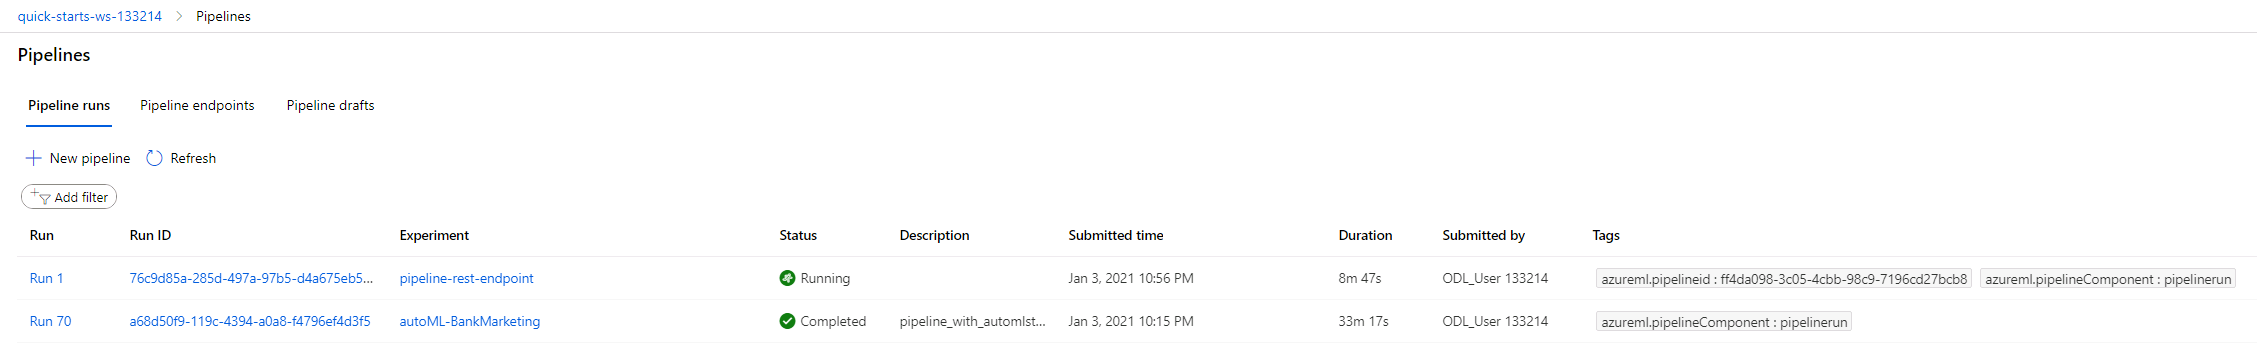 quick-starts-ws-133214 > Pipelines
Pipelines
Pipeline runs Pipeline endpoints Pipeline drafts
New pipeline Refresh
Add filter
Run Run ID Experiment Status Description Submitted time Duration Submitted by Tags
Run 1 76c9d85a-285d-497a-97b5-d4a675eb5... pipeline-rest-endpoint Running Jan 3, 2021 10:56 PM 8m 47s ODL_User 133214 azureml.pipelineid : ff4da098-3c05-4cbb-98c9-7196cd27bcb8 azureml.pipelineComponent : pipelinerun
Run 70 a68d50f9-119c-4394-a0a8-f4796ef4d3f5 autoML-BankMarketing Completed pipeline_with_automlst... Jan 3, 2021 10:15 PM 33m 17s ODL_User 133214 azureml.pipelineComponent : pipelinerun